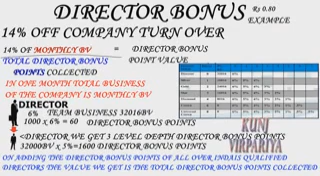 DIRECTOR BONUS
Rs 0.80
EXAMPLE
14% OFF COMPANY TURN OVER
14% OF MONTHLY BV = DIRECTOR BONUS
TOTAL DIRECTOR BONUS POINT VALUE
POINTS COLLECTED
IN ONE MONTH TOTAL BUSINESS
OF THE COMPANY IS MONTHLY BV
DIRECTOR
6% TEAM BUSINESS 32016BV
1000 x 6% = 60 DIRECTOR BONUS POINTS
KUNJ
VIRPARIYA
<DIRECTOR WE GET 3 LEVEL DEPTH DIRECTOR BONUS POINTS
32000BV x 5%=1600 DIRECTOR BONUS POINTS
ON ADDING THE DIRECTOR BONUS POINTS OF ALL OVER INDAIS QUALIFIED
DIRECTORS THE VALUE WE GET IS THE TOTAL DIRECTOR BONUS POINTS COLLECTED